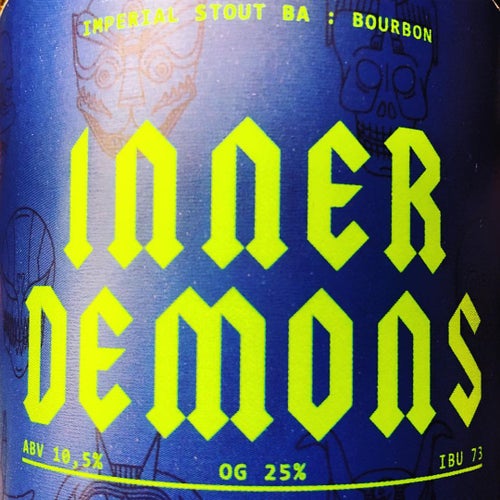 IMPERIAL STOUT BA : BOURBON
INNER
DEMONS
ABV 10,5% OG 25% IBU 73